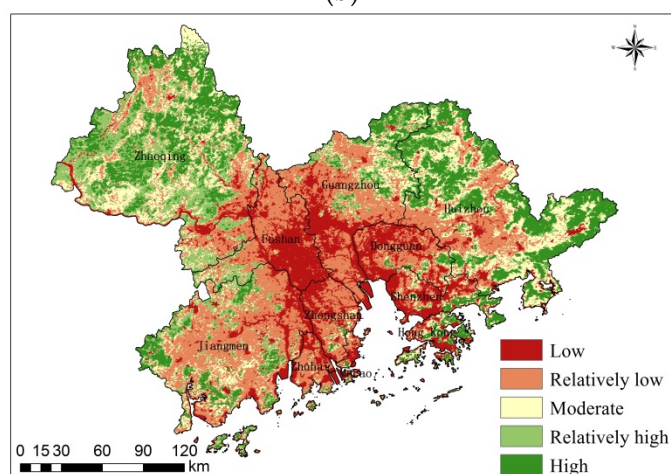 Zhaoqing
Guangzhou
Huizhou
Foshan
Dongguan
Shenzhen
Zhongshan
Hong Kong
Jiangmen
Zhuhai
Low
Relatively low
Moderate
Relatively high
High
0 15 30 60 90 120
km